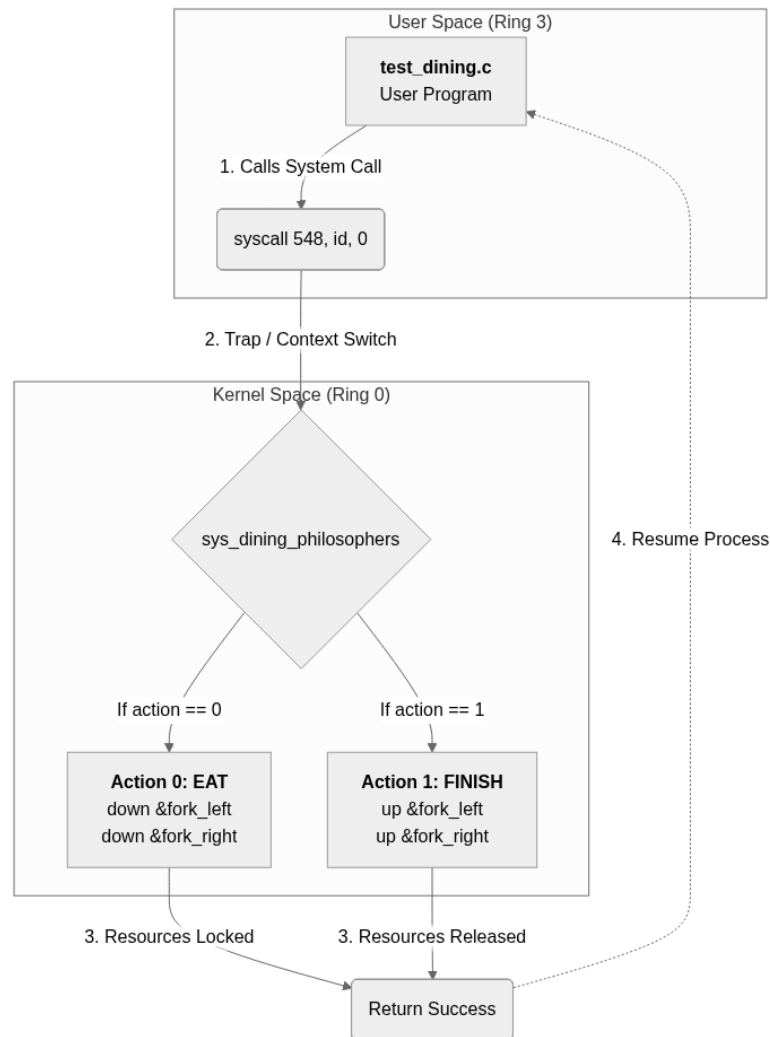 User Space (Ring 3)
test_dining.c
User Program
1. Calls System Call
syscall 548, id, 0
2. Trap / Context Switch
Kernel Space (Ring 0)
sys_dining_philosophers
4. Resume Process
If action == 0
If action == 1
Action 0: EAT
down &fork_left
down &fork_right
Action 1: FINISH
up &fork_left
up &fork_right
3. Resources Locked
3. Resources Released
Return Success